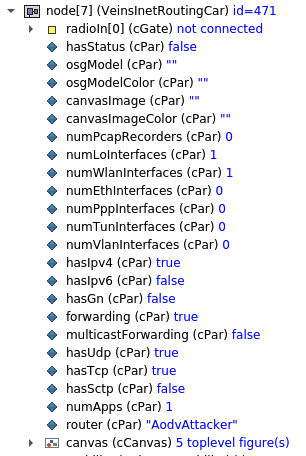 node[7] (VeinsInetRoutingCar) id=471
radioIn[0] (cGate) not connected
hasStatus (cPar) false
osgModel (cPar) ""
osgModelColor (cPar) ""
canvasImage (cPar) ""
canvasImageColor (cPar) ""
numPcapRecorders (cPar) 0
numLoInterfaces (cPar) 1
numWlanInterfaces (cPar) 1
numEthInterfaces (cPar) 0
numPppInterfaces (cPar) 0
numTunInterfaces (cPar) 0
numVlanInterfaces (cPar) 0
hasIpv4 (cPar) true
hasIpv6 (cPar) false
hasGn (cPar) false
forwarding (cPar) true
multicastForwarding (cPar) false
hasUdp (cPar) true
hasTcp (cPar) true
hasSctp (cPar) false
numApps (cPar) 1
router (cPar) "AodvAttacker"
canvas (cCanvas) 5 toplevel figure(s)